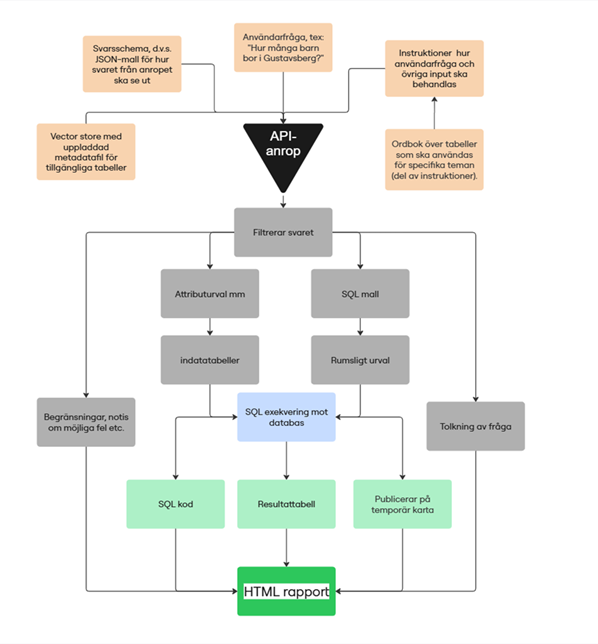 Svarsschema, d.v.s.
JSON-mall för hur
svaret från anropet
ska se ut
Användarfråga, tex:
"Hur många barn
bor i Gustavsberg?"
Instruktioner hur
användarfråga och
övriga input ska
behandlas
Vector store med
uppladdad
metadatafil för
tillgängliga tabeller
API-
anrop
Ordbok över tabeller
som ska användas
för specifika teman
(del av instruktioner).
Filtrerar svaret
Attributurval mm
SQL mall
indatatabeller
Rumsligt urval
Begränsningar, notis
om möjliga fel etc.
SQL exekvering mot
databas
Tolkning av fråga
SQL kod
Resultattabell
Publicerar på
temporär karta
HTML rapport